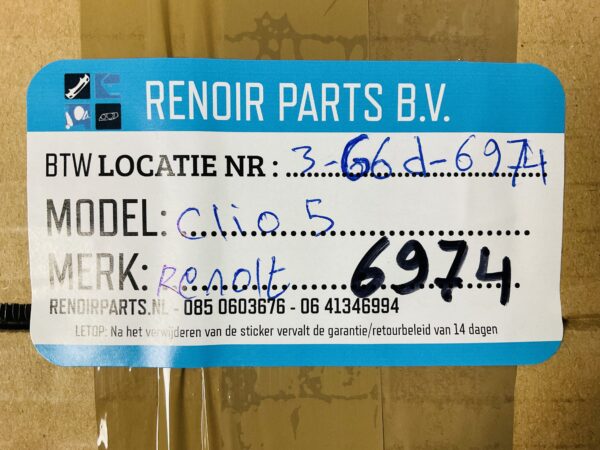 RENOIR PARTS B.V.
BTW LOCATIE NR : 3-66d-6974
MODEL: Clio 5
MERK: Renolt 6974
RENOIRPARTS.NL - 085 0603676 - 06 41346994
LETOP: Na het verwijderen van de sticker vervalt de garantie/retourbeleid van 14 dagen